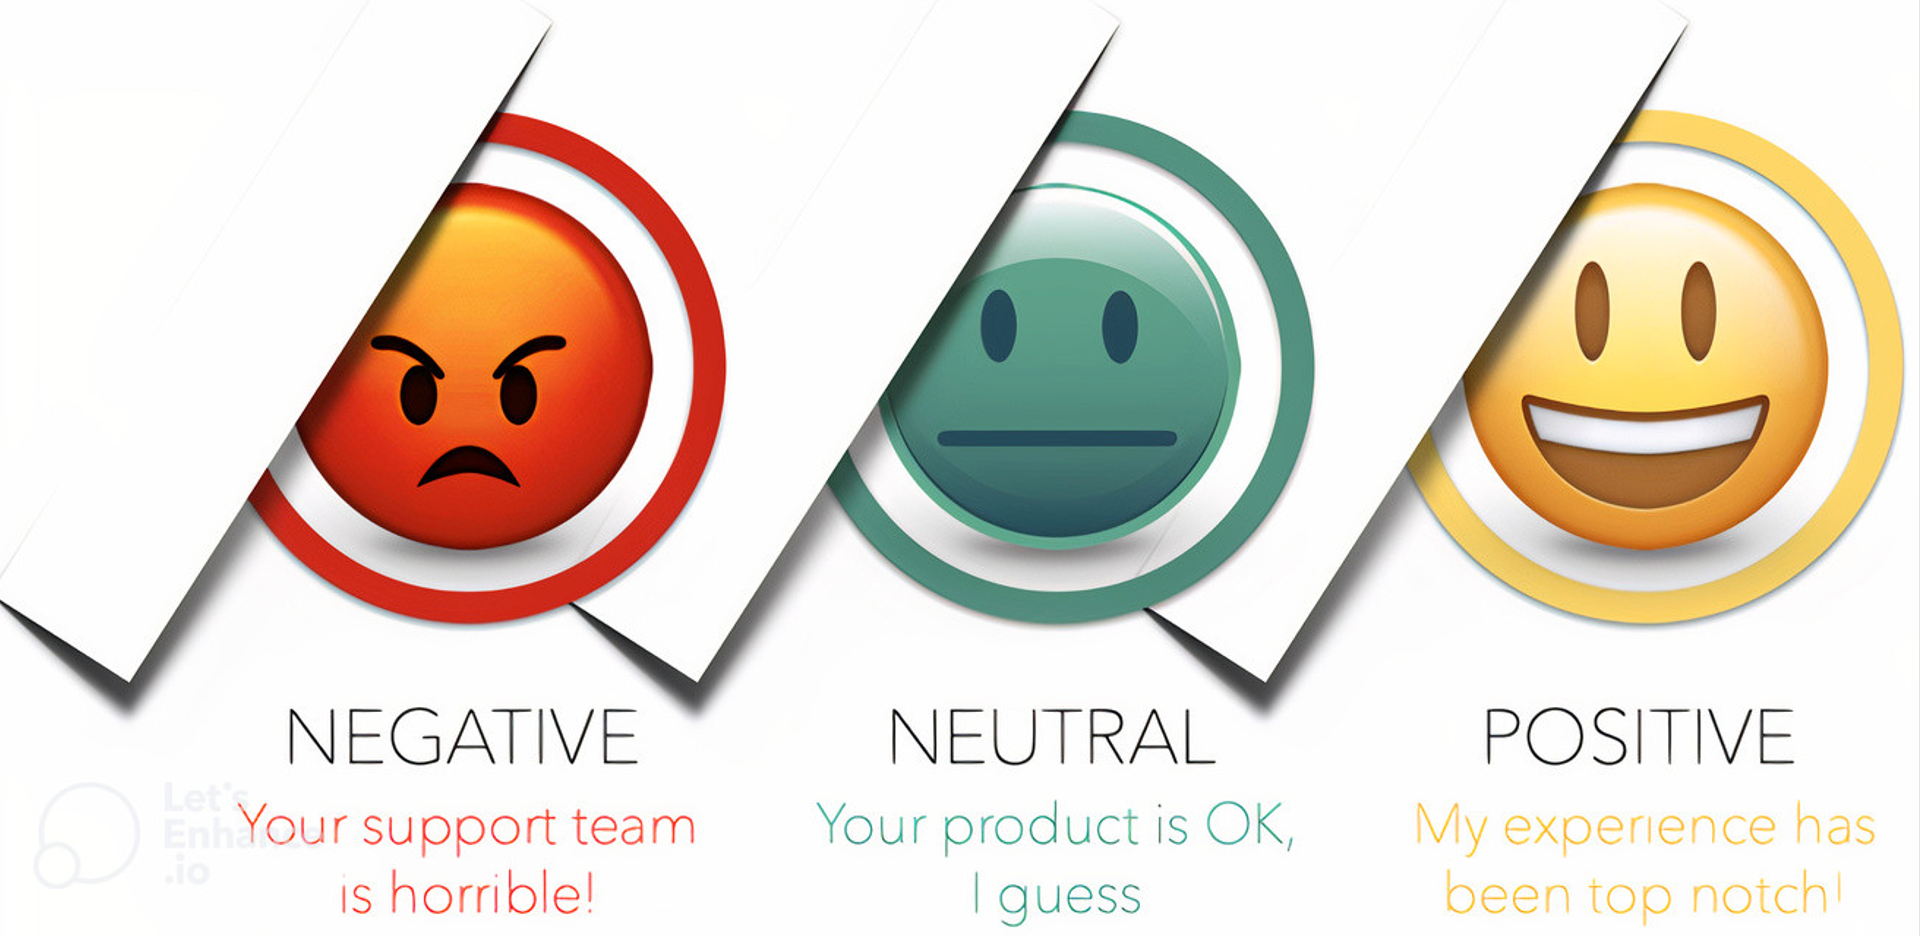 NEGATIVE
Your support team
is horrible!
NEUTRAL
Your product is OK,
I guess
POSITIVE
My experience has
been top notch!
Let's
Enhance
.io